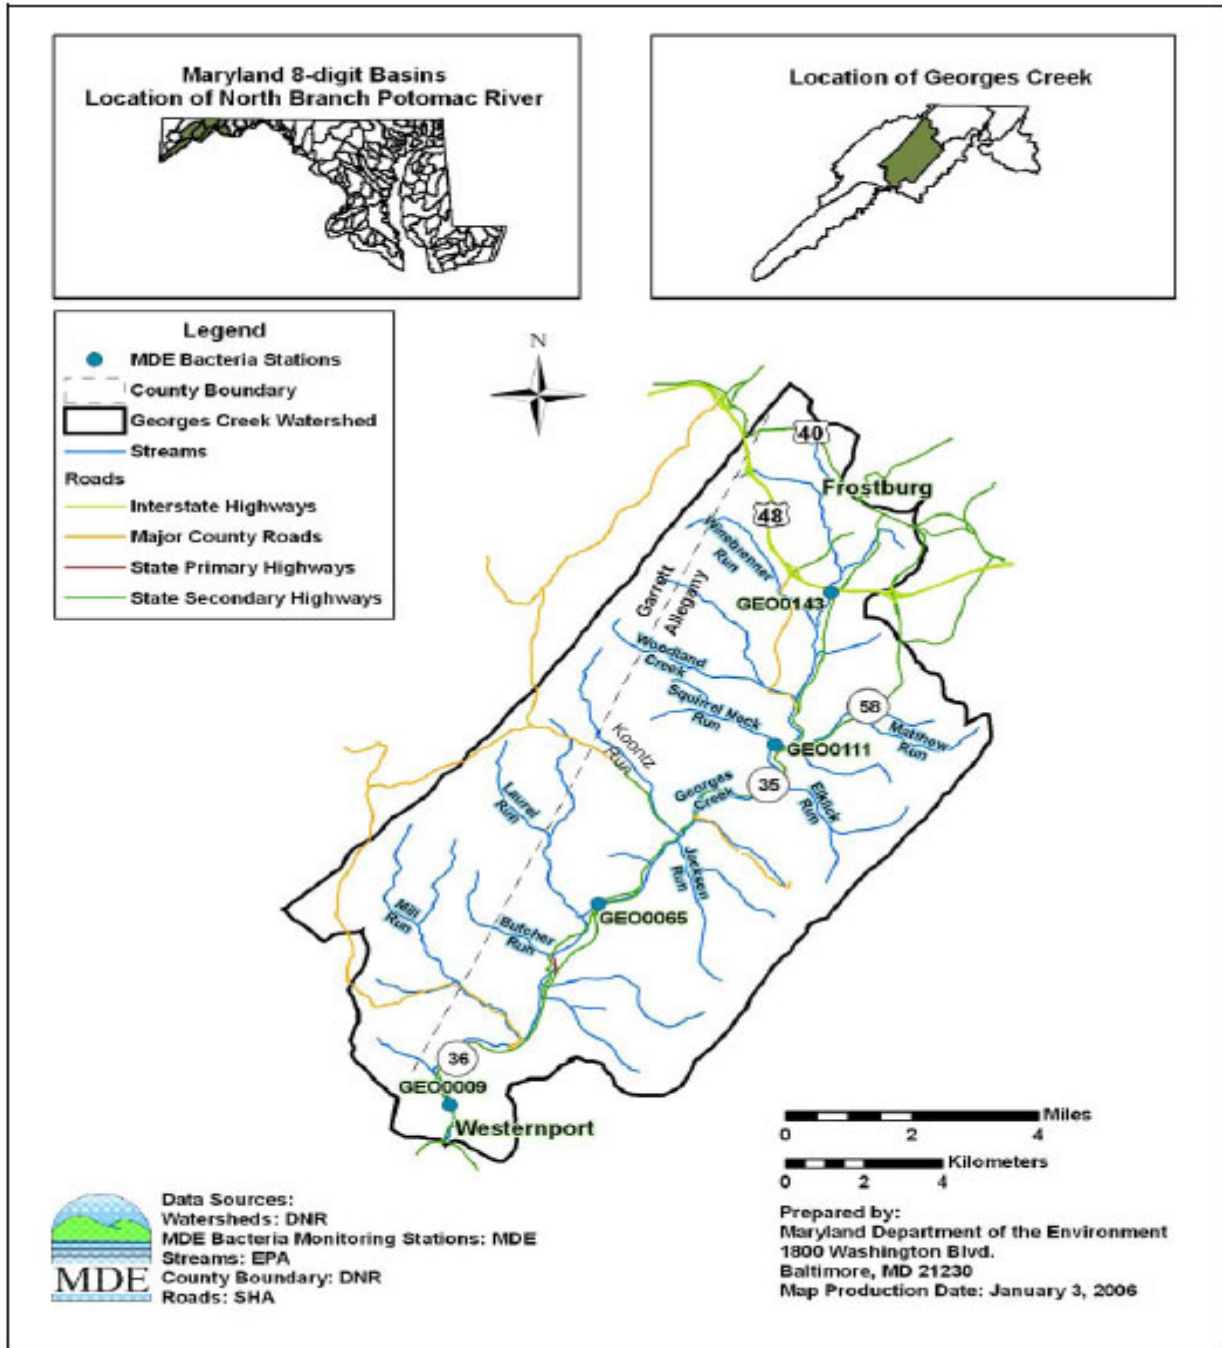 Maryland 8-digit Basins
Location of North Branch Potomac River
Location of Georges Creek
Legend
MDE Bacteria Stations
County Boundary
Georges Creek Watershed
Streams
Roads
Interstate Highways
Major County Roads
State Primary Highways
State Secondary Highways
N
40
Frostburg
48
Winebrenner
Run
Garrett
Allegany
GEO0143
Woodland
Creek
Squirrel Neck
Run
58
Matthew
Run
Koontz
Run
GEO0111
Georges
Creek
35
Elklick
Run
Laurel
Run
Jackson
Run
Mill
Run
Butcher
Run
GEO0065
36
GEO0009
Westernport
Miles
0 2 4
Kilometers
0 2 4
MDE
Data Sources:
Watersheds: DNR
MDE Bacteria Monitoring Stations: MDE
Streams: EPA
County Boundary: DNR
Roads: SHA
Prepared by:
Maryland Department of the Environment
1800 Washington Blvd.
Baltimore, MD 21230
Map Production Date: January 3, 2006